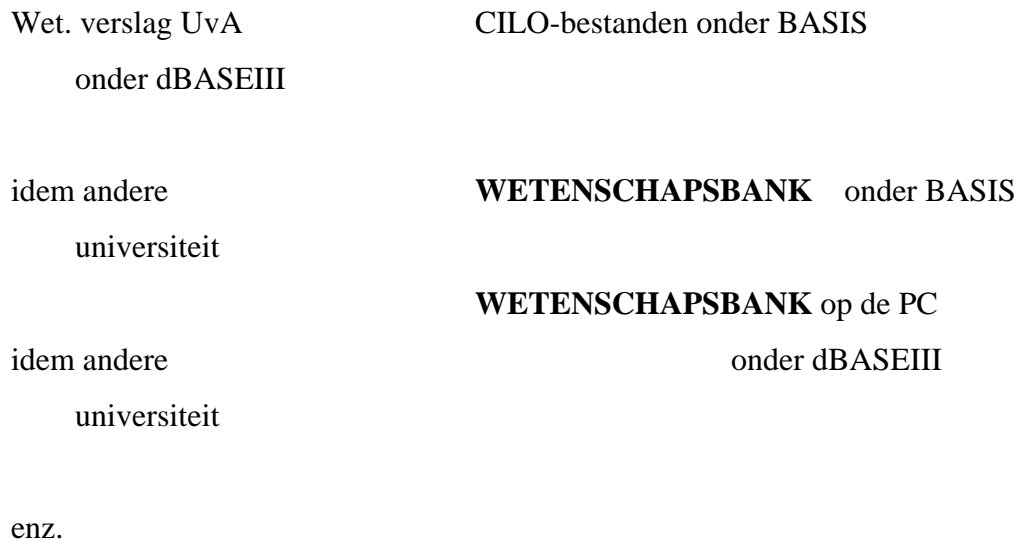 Wet. verslag UvA CILO-bestanden onder BASIS
onder dBASEIII
idem andere WETENSCHAPSBANK onder BASIS
universiteit
WETENSCHAPSBANK op de PC
idem andere onder dBASEIII
universiteit
enz.